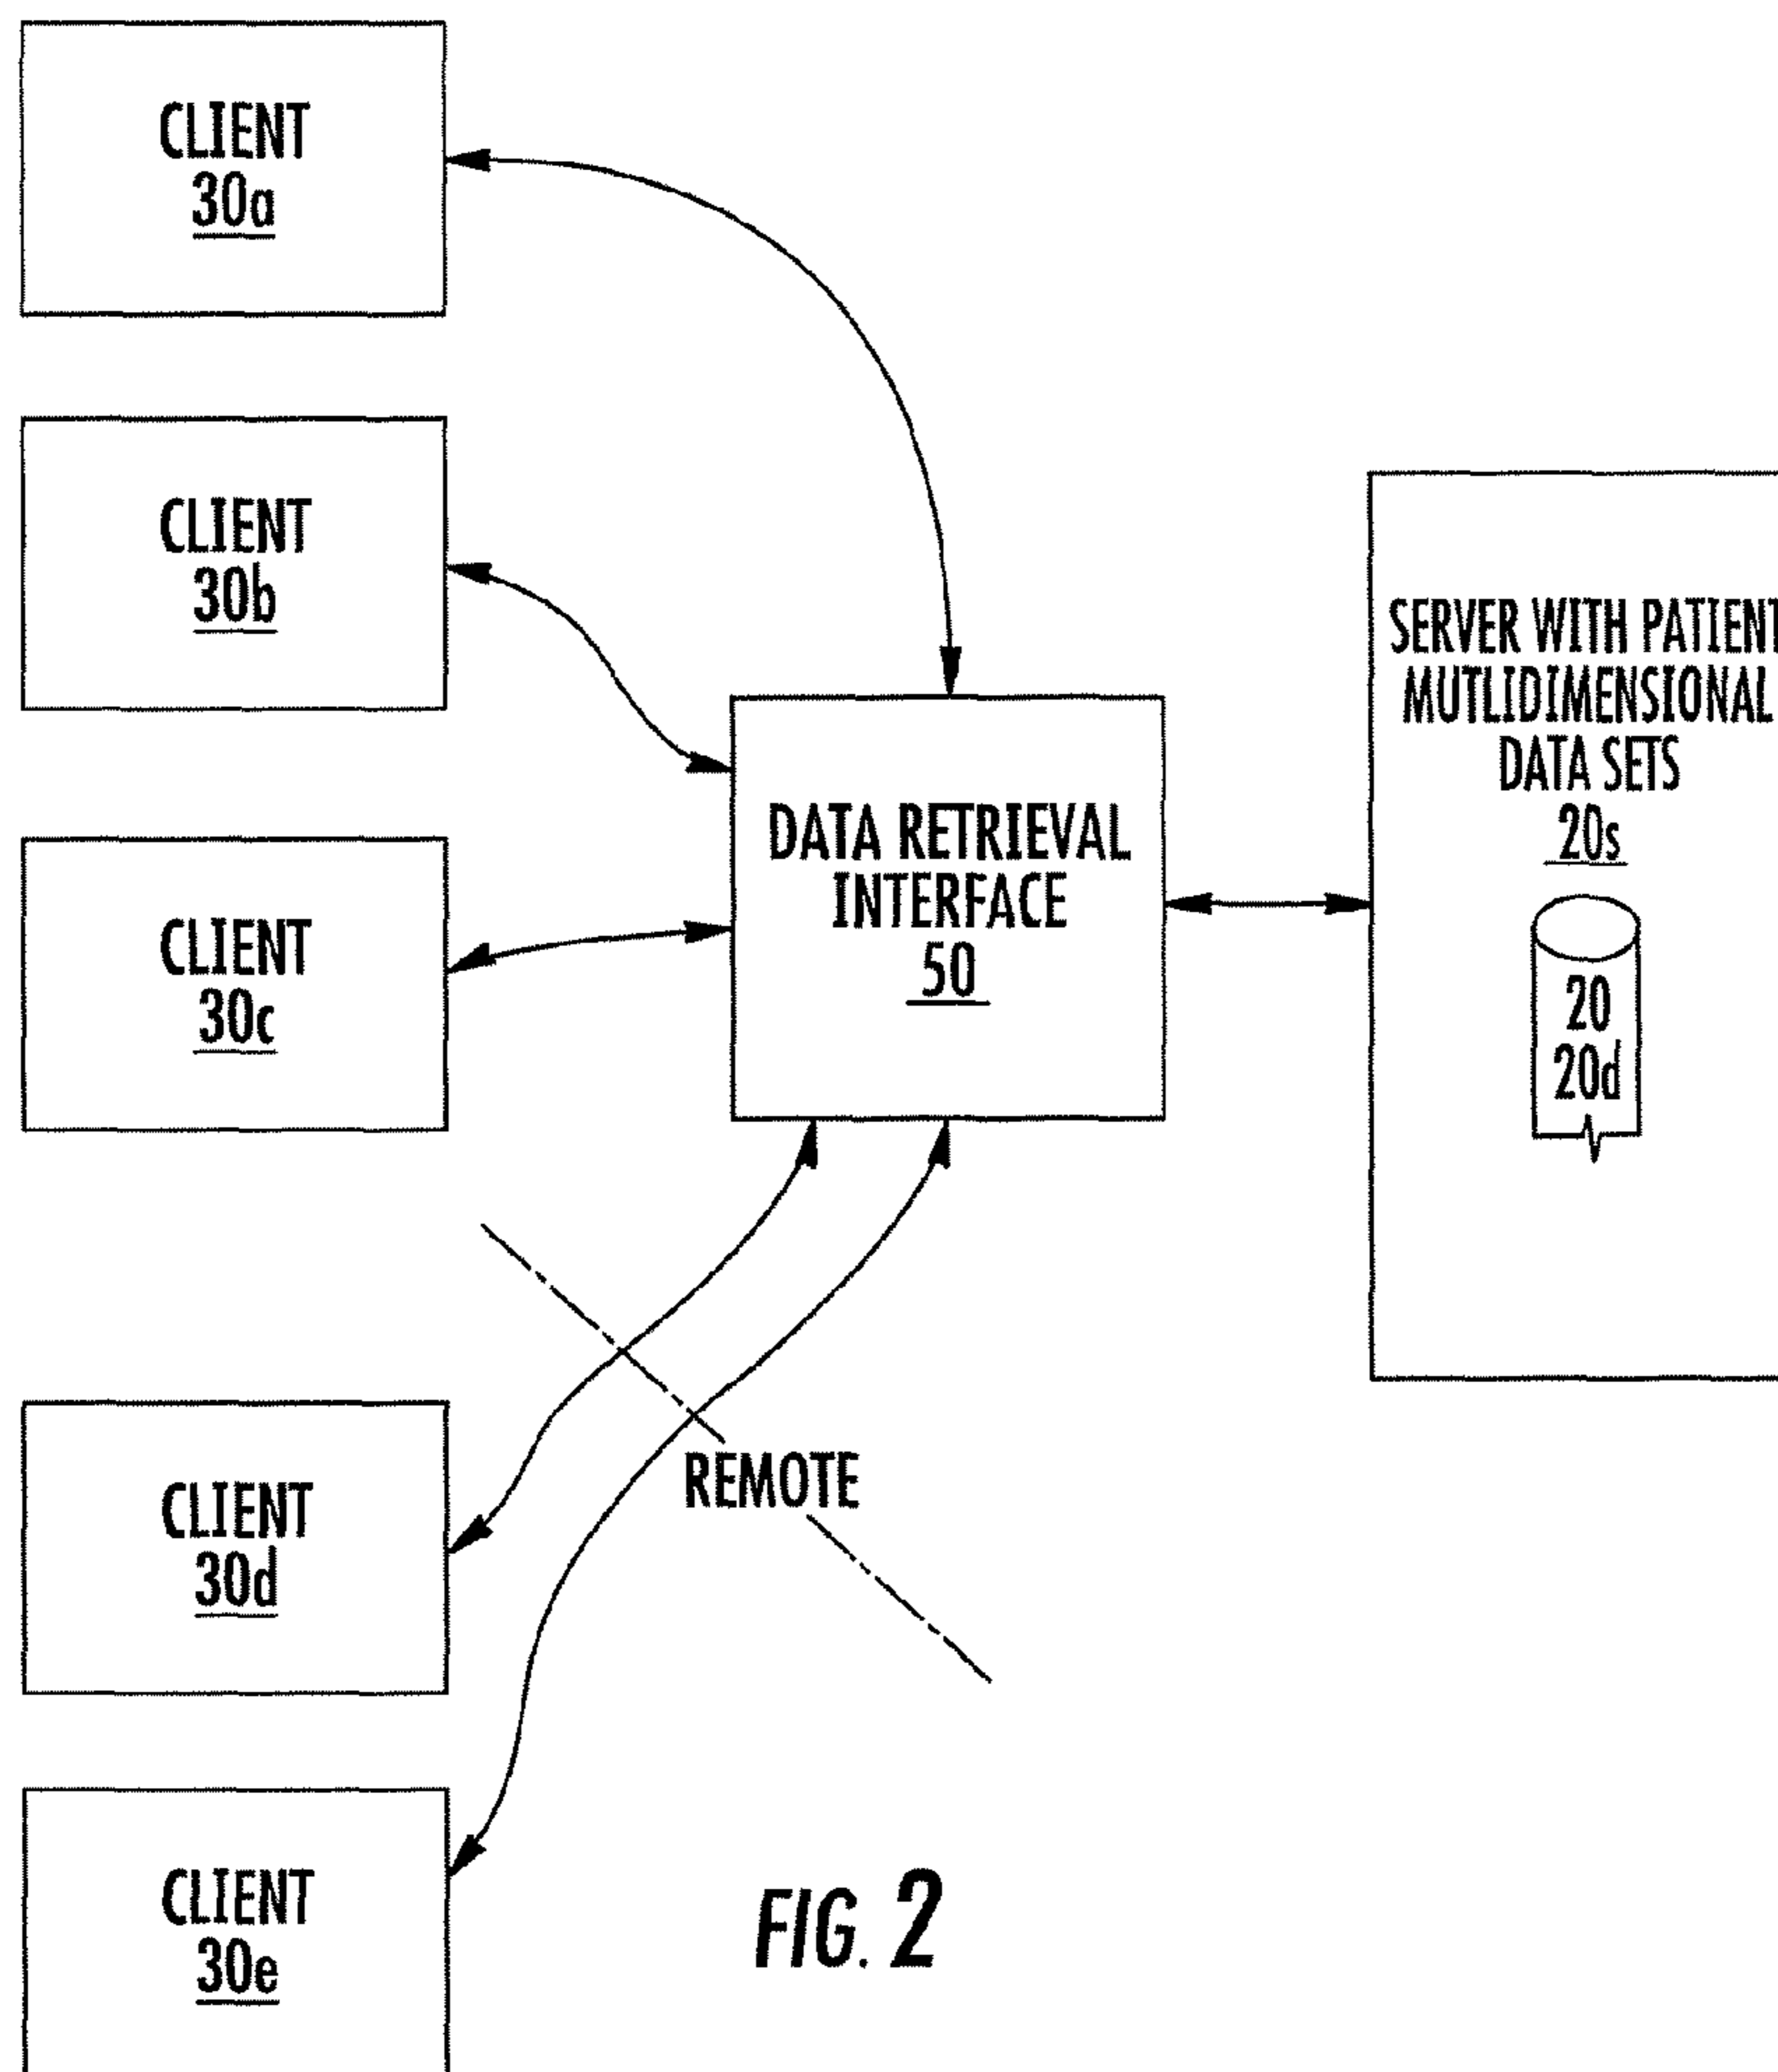 CLIENT
30a
CLIENT
30b
CLIENT
30c
DATA RETRIEVAL
INTERFACE
50
SERVER WITH PATIENT
MUTLIDIMENSIONAL
DATA SETS
20s
20
20d
REMOTE
CLIENT
30d
CLIENT
30e
FIG. 2